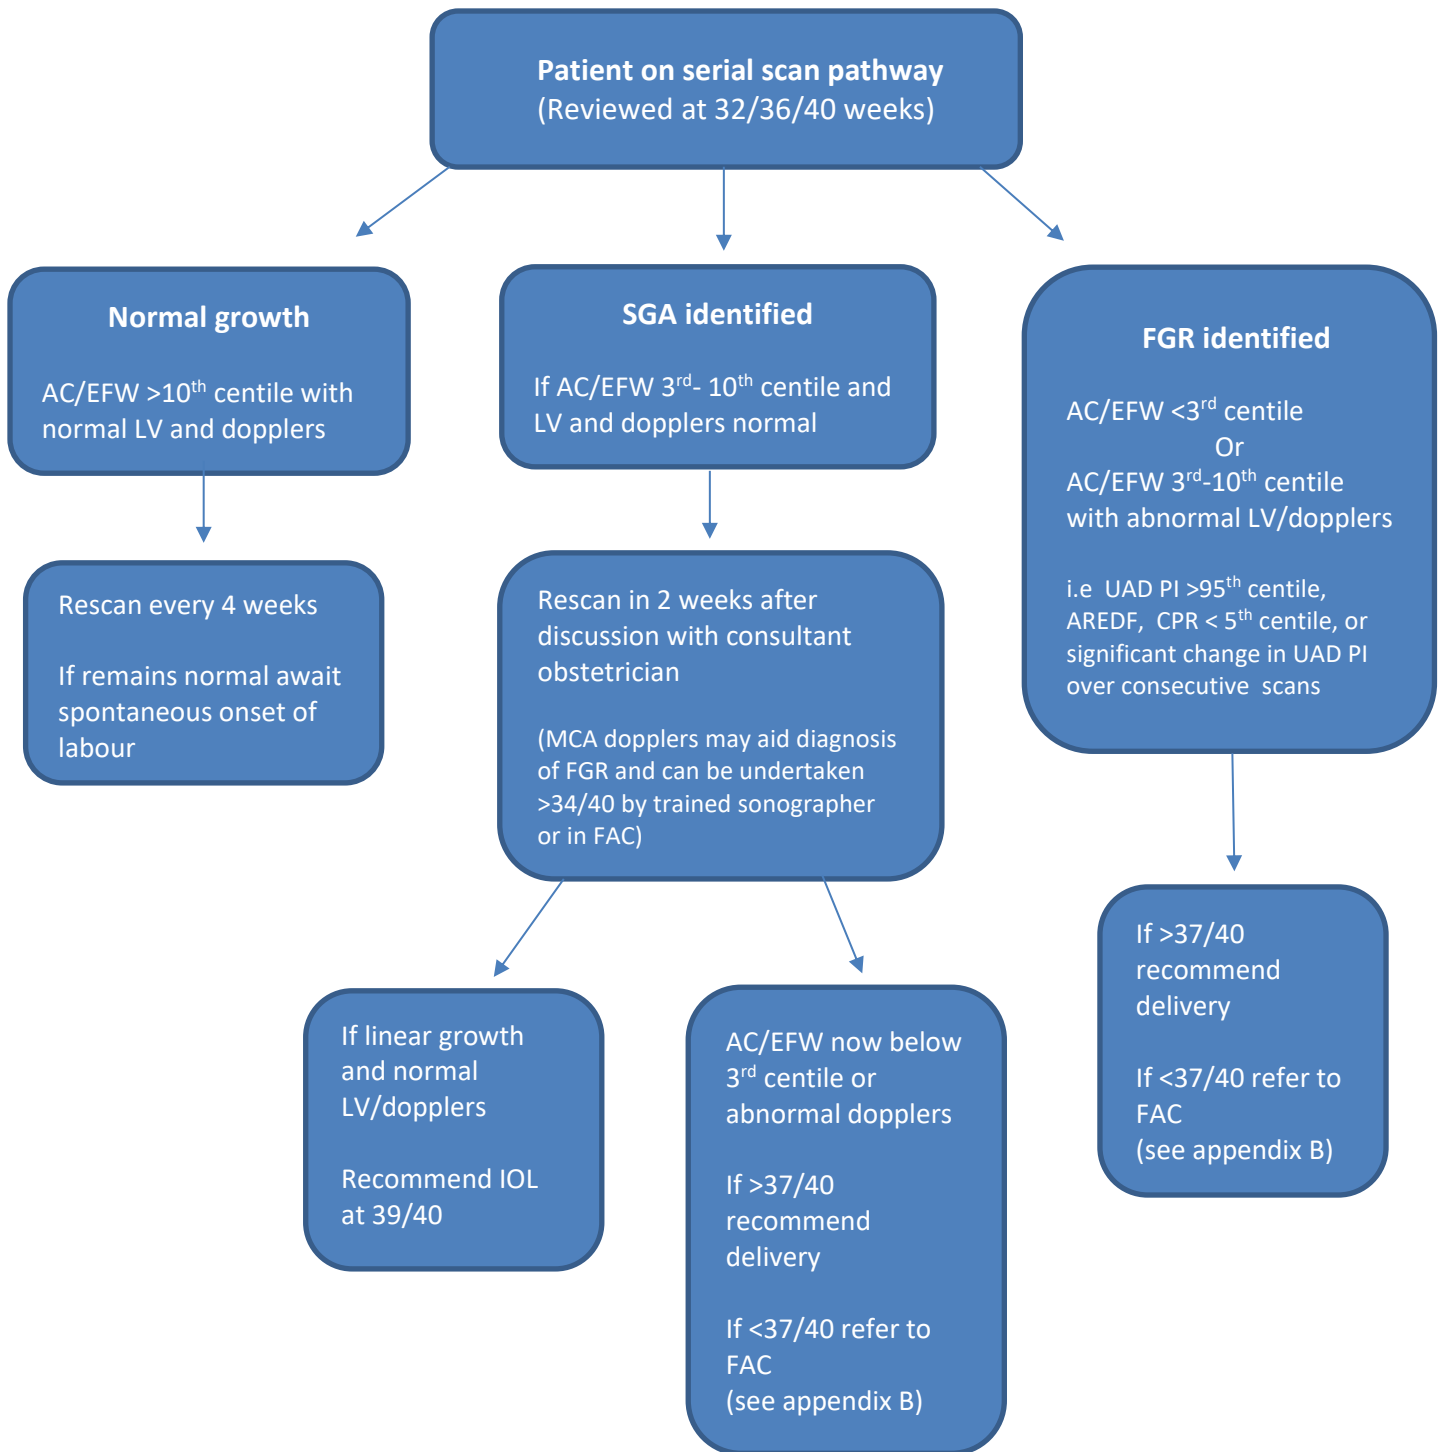 Patient on serial scan pathway
(Reviewed at 32/36/40 weeks)
Normal growth
AC/EFW >10th centile with
normal LV and dopplers
SGA identified
If AC/EFW 3rd- 10th centile and
LV and dopplers normal
FGR identified
AC/EFW <3rd centile
Or
AC/EFW 3rd-10th centile
with abnormal LV/dopplers
i.e UAD PI >95th centile,
AREDF, CPR < 5th centile, or
significant change in UAD PI
over consecutive scans
Rescan every 4 weeks
If remains normal await
spontaneous onset of
labour
Rescan in 2 weeks after
discussion with consultant
obstetrician
(MCA dopplers may aid diagnosis
of FGR and can be undertaken
>34/40 by trained sonographer
or in FAC)
If linear growth
and normal
LV/dopplers
Recommend IOL
at 39/40
AC/EFW now below
3rd centile or
abnormal dopplers
If >37/40
recommend
delivery
If <37/40 refer to
FAC
(see appendix B)
If >37/40
recommend
delivery
If <37/40 refer to
FAC
(see appendix B)